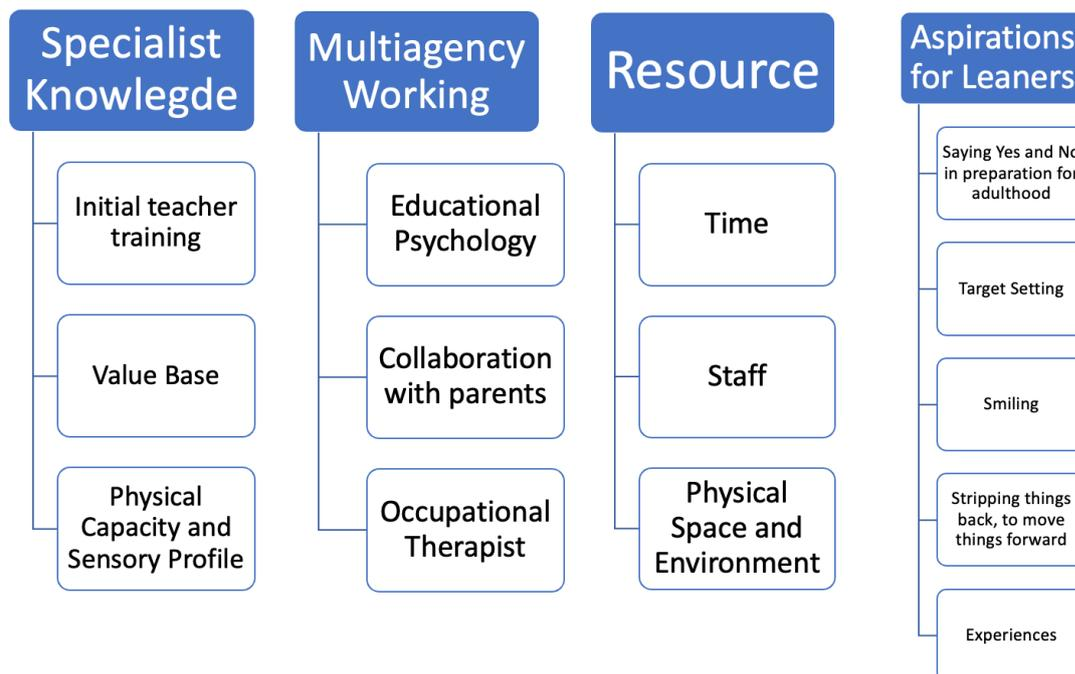 Specialist
Knowlegde
Initial teacher
training
Value Base
Physical
Capacity and
Sensory Profile
Multiagency
Working
Educational
Psychology
Collaboration
with parents
Occupational
Therapist
Resource
Time
Staff
Physical
Space and
Environment
Aspirations
for Leaners
Saying Yes and No
in preparation for
adulthood
Target Setting
Smiling
Stripping things
back, to move
things forward
Experiences